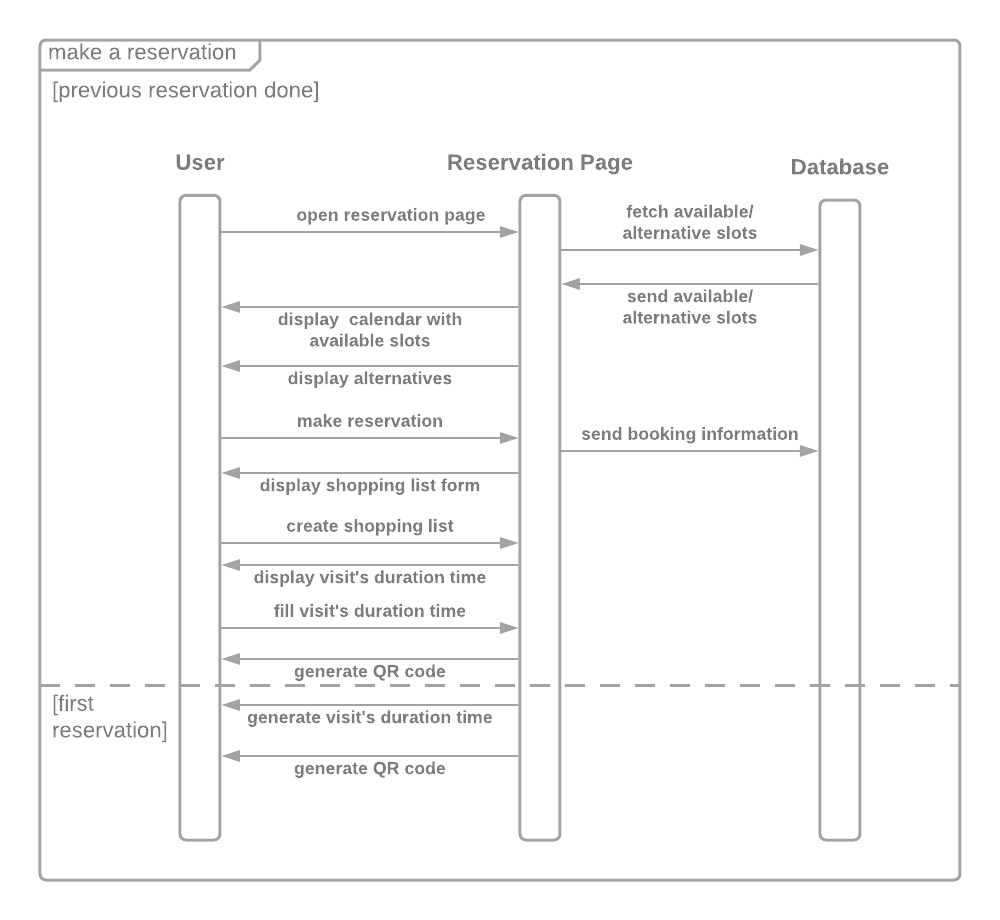 make a reservation
[previous reservation done]
User
Reservation Page
Database
open reservation page
fetch available/
alternative slots
send available/
alternative slots
display  calendar with
available slots
display alternatives
make reservation
send booking information
display shopping list form
create shopping list
display visit's duration time
fill visit's duration time
generate QR code
[first
reservation]
generate visit's duration time
generate QR code